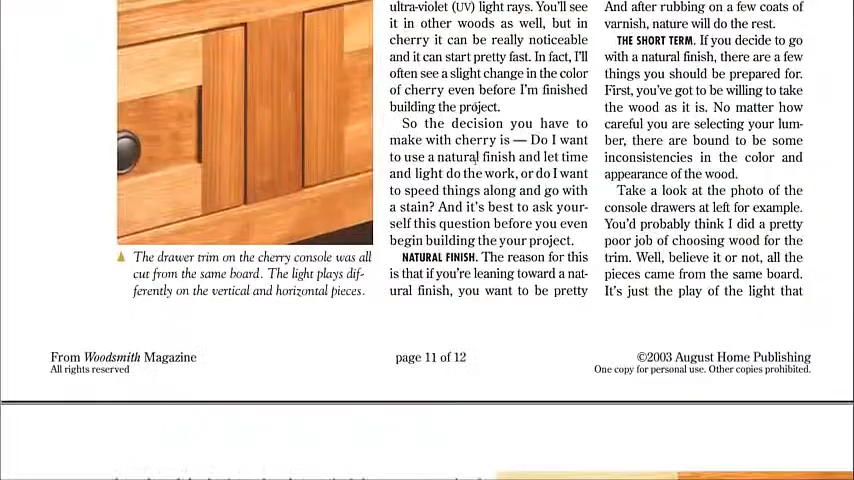 ultra-violet (UV) light rays. You'll see
it in other woods as well, but in
cherry it can be really noticeable
and it can start pretty fast. In fact, I'll
often see a slight change in the color
of cherry even before I'm finished
building the project.
So the decision you have to
make with cherry is — Do I want
to use a natural finish and let time
and light do the work, or do I want
to speed things along and go with
a stain? And it's best to ask your-
self this question before you even
begin building the your project.
NATURAL FINISH. The reason for this
is that if you're leaning toward a nat-
ural finish, you want to be pretty
And after rubbing on a few coats of
varnish, nature will do the rest.
THE SHORT TERM. If you decide to go
with a natural finish, there are a few
things you should be prepared for.
First, you've got to be willing to take
the wood as it is. No matter how
careful you are selecting your lum-
ber, there are bound to be some
inconsistencies in the color and
appearance of the wood.
Take a look at the photo of the
console drawers at left for example.
You'd probably think I did a pretty
poor job of choosing wood for the
trim. Well, believe it or not, all the
pieces came from the same board.
It's just the play of the light that
The drawer trim on the cherry console was all
cut from the same board. The light plays dif-
ferently on the vertical and horizontal pieces.
From Woodsmith Magazine
All rights reserved
page 11 of 12
©2003 August Home Publishing
One copy for personal use. Other copies prohibited.